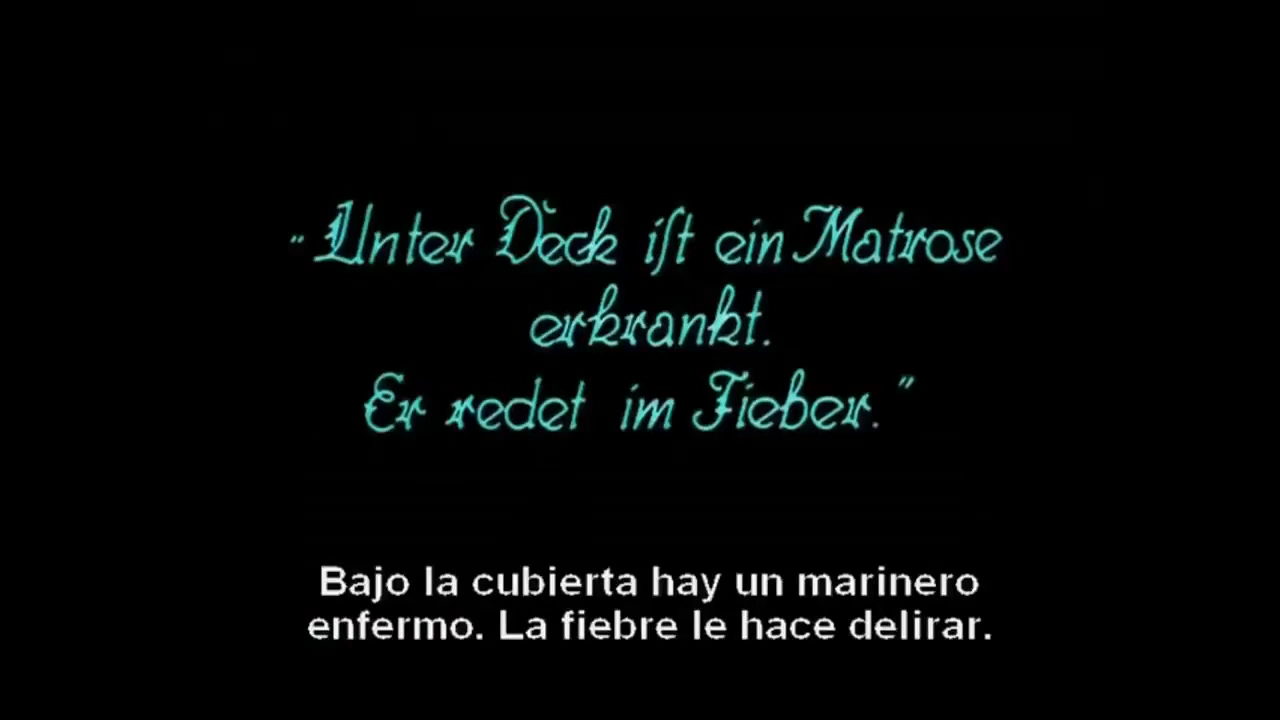 "Unter Deck iſt ein Matrose
erkrankt.
Er redet im Fieber."
Bajo la cubierta hay un marinero
enfermo. La fiebre le hace delirar.